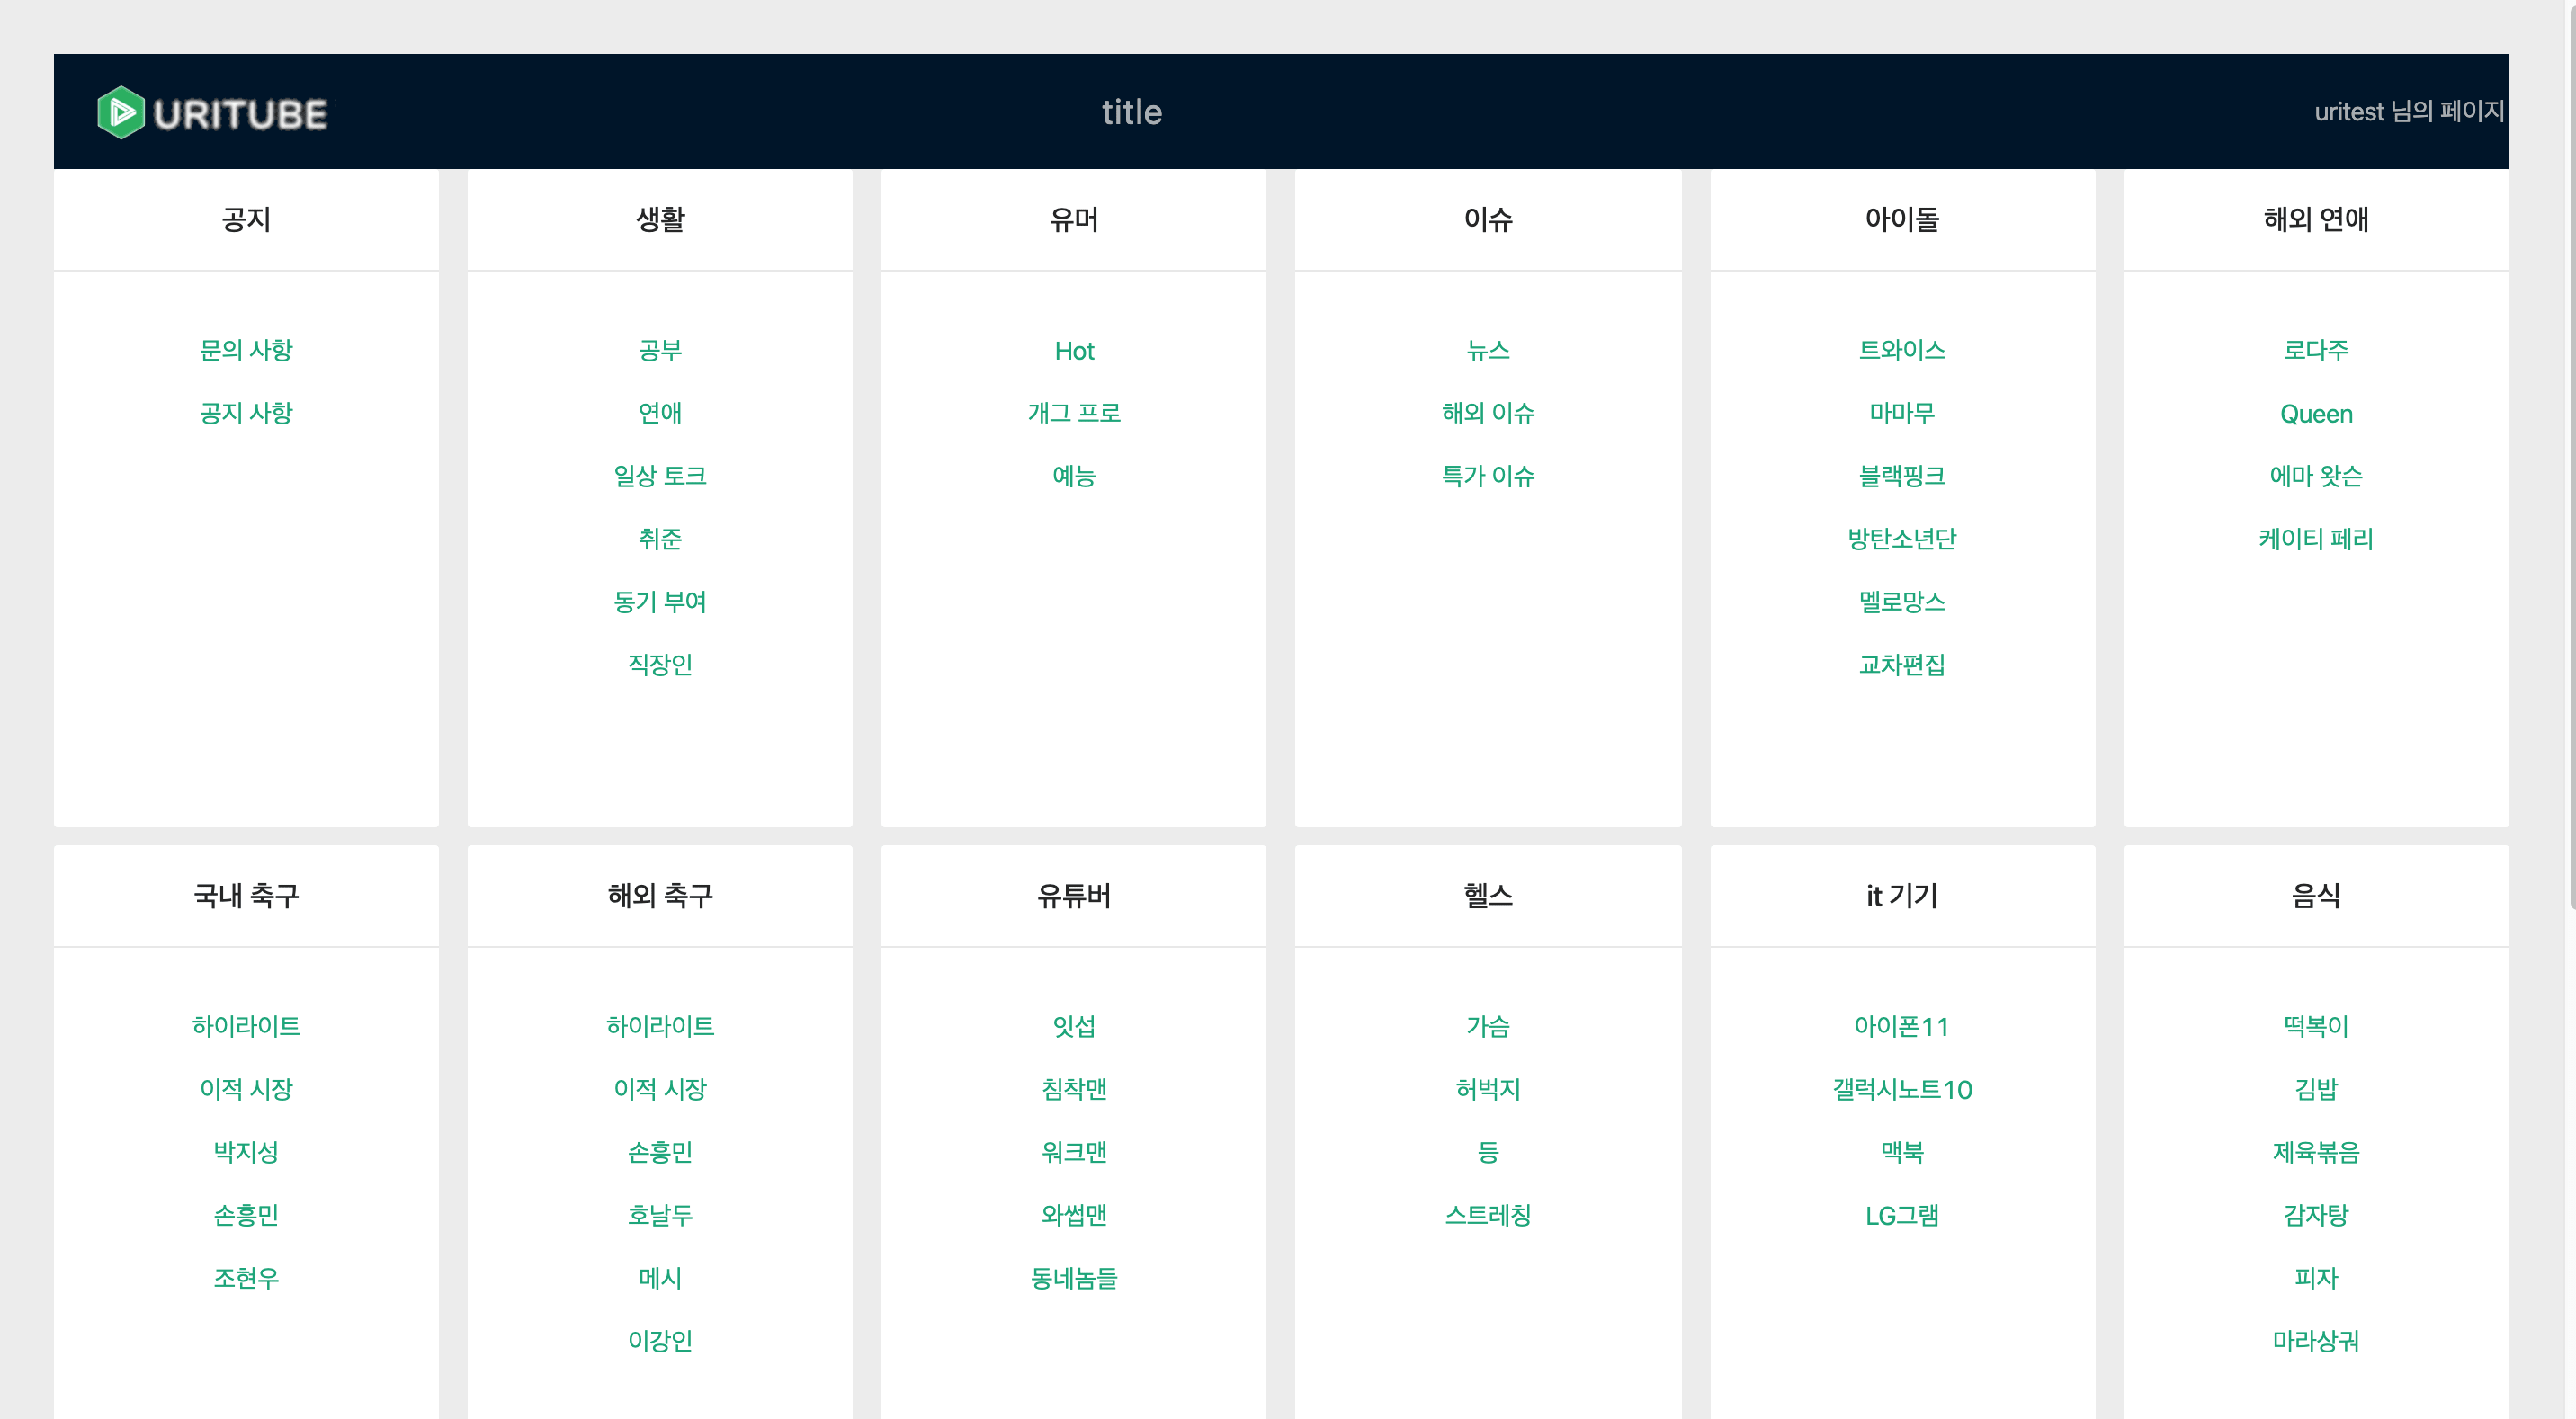 URITUBE
title
uritest 님의 페이지
공지
문의 사항
공지 사항
생활
공부
연애
일상 토크
취준
동기 부여
직장인
유머
Hot
개그 프로
예능
이슈
뉴스
해외 이슈
특가 이슈
아이돌
트와이스
마마무
블랙핑크
방탄소년단
멜로망스
교차편집
해외 연애
로다주
Queen
에마 왓슨
케이티 페리
국내 축구
하이라이트
이적 시장
박지성
손흥민
조현우
해외 축구
하이라이트
이적 시장
손흥민
호날두
메시
이강인
유튜버
잇섭
침착맨
워크맨
와썹맨
동네놈들
헬스
가슴
허벅지
등
스트레칭
it 기기
아이폰11
갤럭시노트10
맥북
LG그램
음식
떡복이
김밥
제육볶음
감자탕
피자
마라상궈